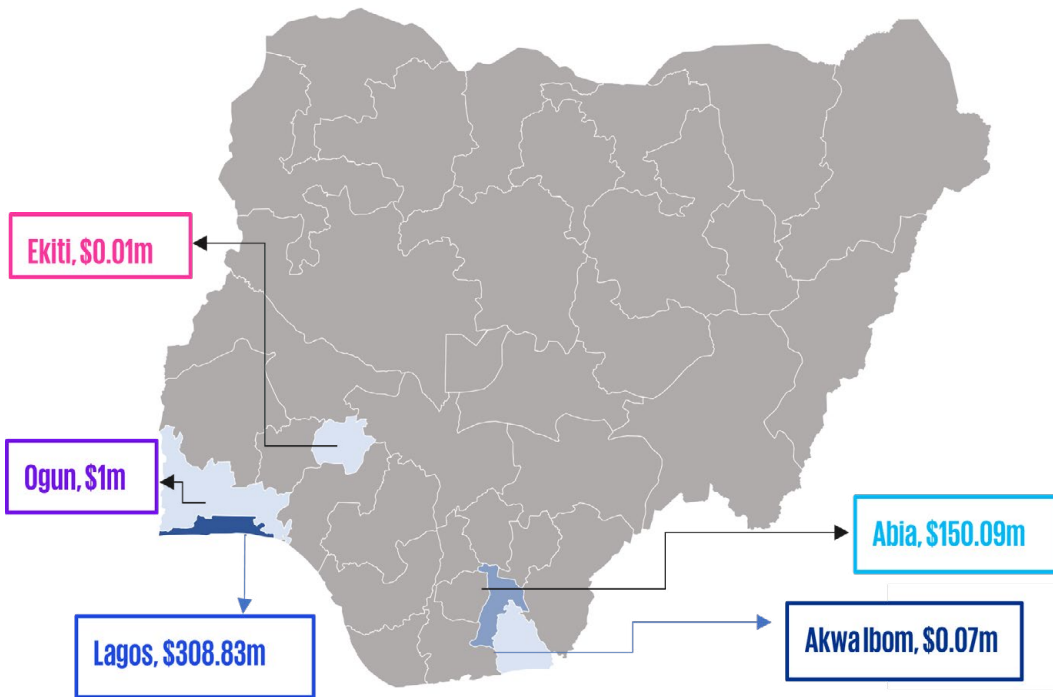 Ekiti, $0.01m
Ogun, $1m
Abia, $150.09m
Lagos, $308.83m
Akwa Ibom, $0.07m